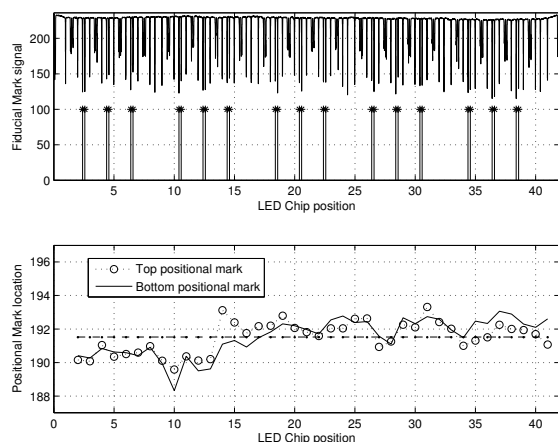 Fiducial Mark signal
200
150
100
50
0
5 10 15 20 25 30 35 40
LED Chip position
Positional Mark location
196
194
192
190
188
Top positional mark
Bottom positional mark
0 5 10 15 20 25 30 35 40
LED Chip position